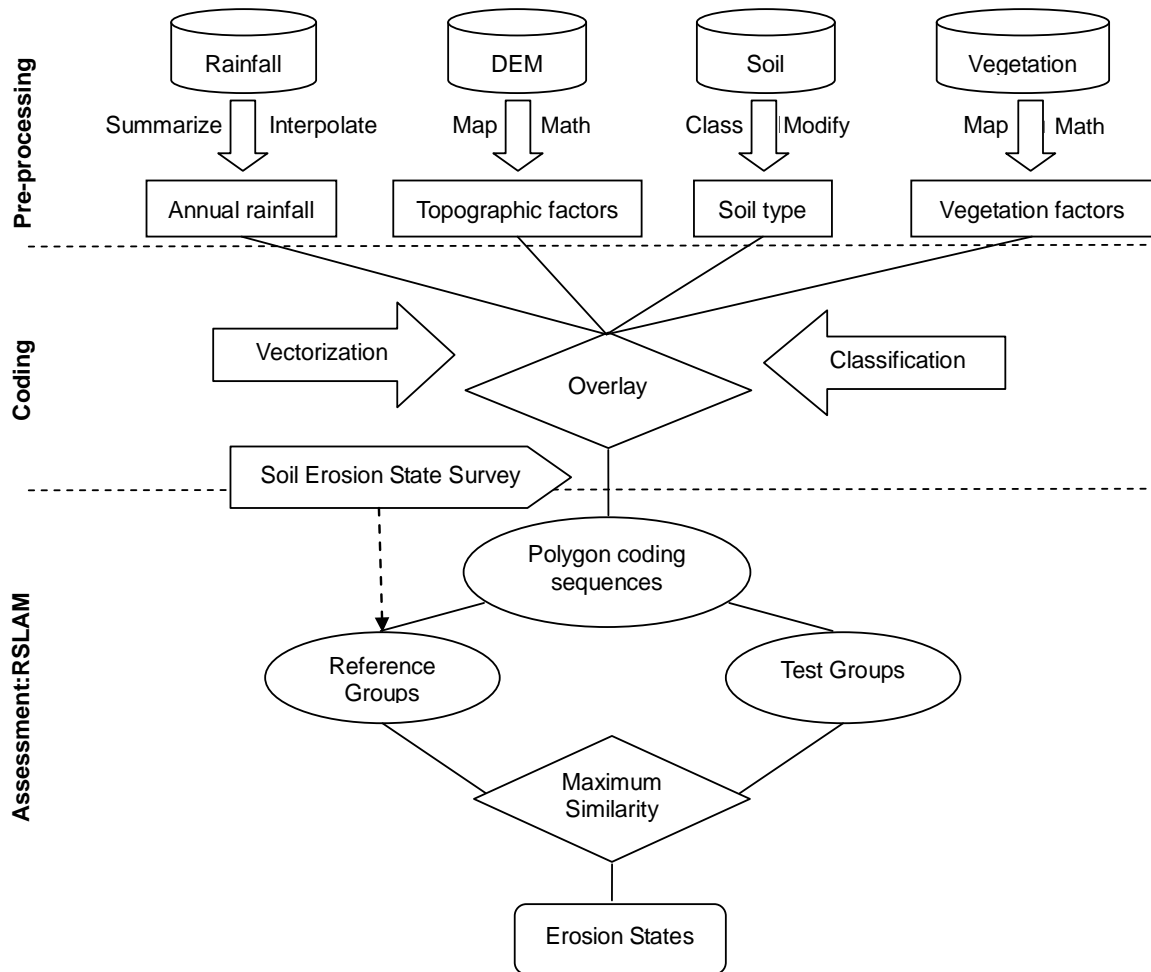 Pre-processing
Rainfall
DEM
Soil
Vegetation
Summarize Interpolate
Map Math
Class Modify
Map Math
Annual rainfall
Topographic factors
Soil type
Vegetation factors
Coding
Vectorization
Overlay
Classification
Soil Erosion State Survey
Assessment:RSLAM
Polygon coding
sequences
Reference
Groups
Test Groups
Maximum
Similarity
Erosion States